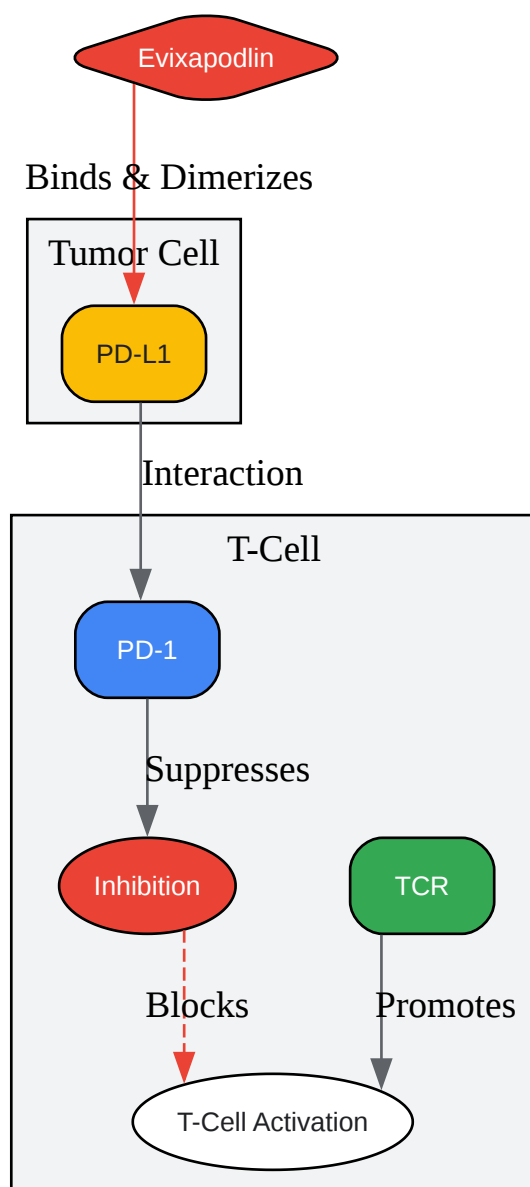 Evixapodlin
Binds & Dimerizes
Tumor Cell
PD-L1
Interaction
T-Cell
PD-1
Suppresses
Inhibition
TCR
Blocks
Promotes
T-Cell Activation